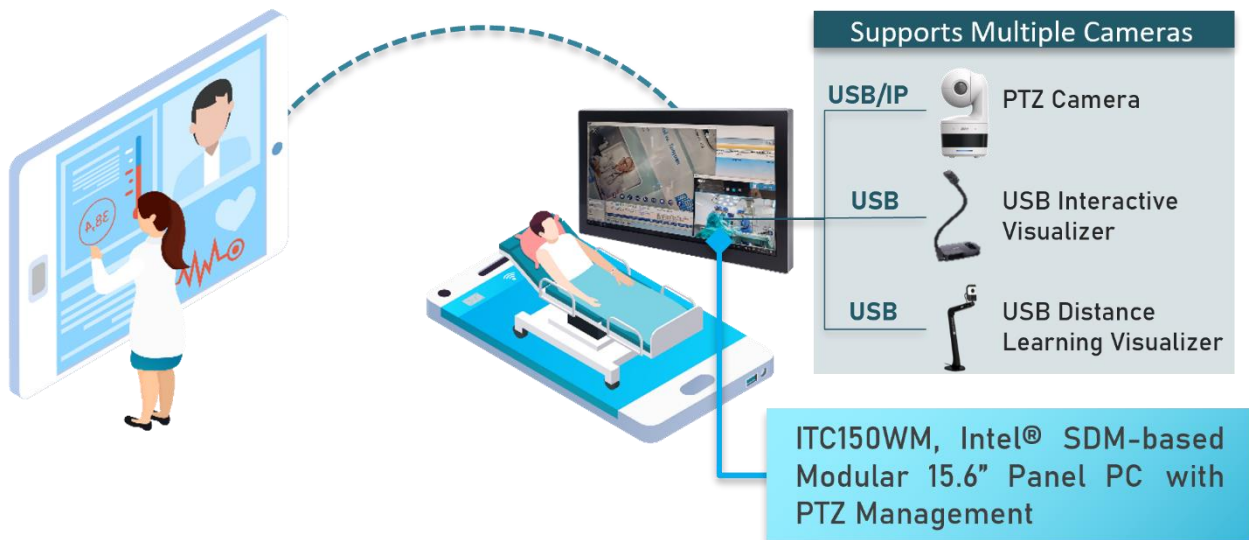 Supports Multiple Cameras
USB/IP
PTZ Camera
USB
USB Interactive
Visualizer
USB
USB Distance
Learning Visualizer
ITC150WM, Intel® SDM-based
Modular 15.6” Panel PC with
PTZ Management